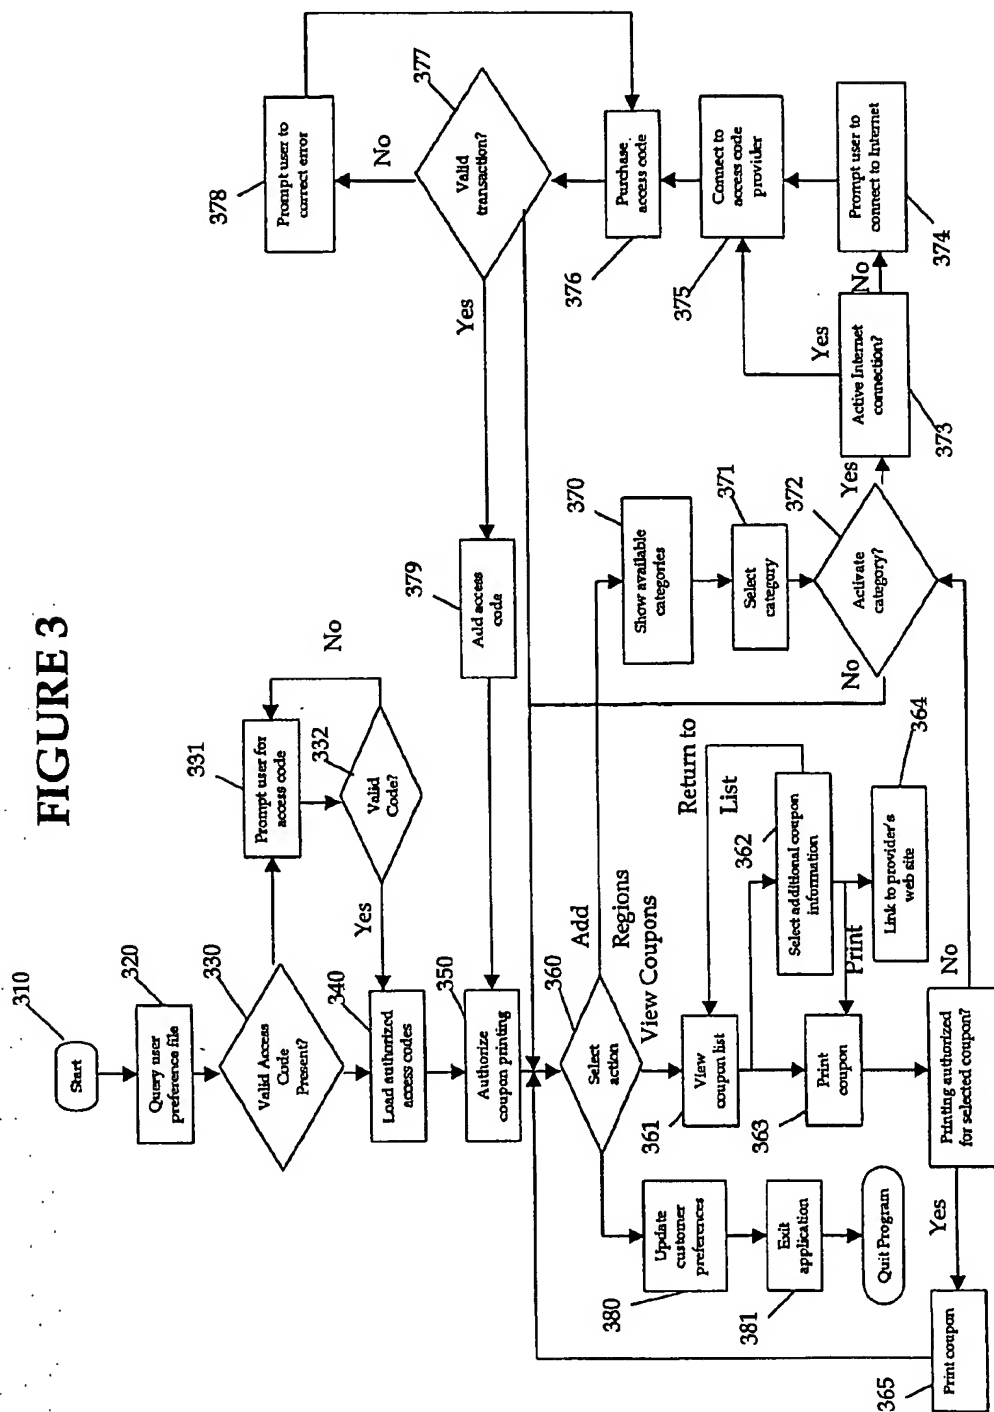 FIGURE 3
310
Start
320
Query user
preference file
330
Valid Access
Code
Present?
331
Prompt user for
access code
332
Valid
Code?
No
Yes
340
Load authorized
access codes
350
Authorize
coupon printing
360
Select
action
Add
Regions
View Coupons
361
View
coupon list
Return to
List
362
Select additional coupon
information
Print
363
Print
coupon
364
Link to provider's
web site
Printing authorized
for selected coupon?
No
Yes
365
Print coupon
370
Show available
categories
371
Select
category
372
Activate
category?
No
Yes
373
Active Internet
connection?
Yes
No
374
Prompt user to
connect to Internet
375
Connect to
access code
provider
376
Purchase
access code
377
Valid
transaction?
No
Yes
378
Prompt user to
correct error
379
Add access
code
380
Update
customer
preferences
381
Exit
application
Quit Program